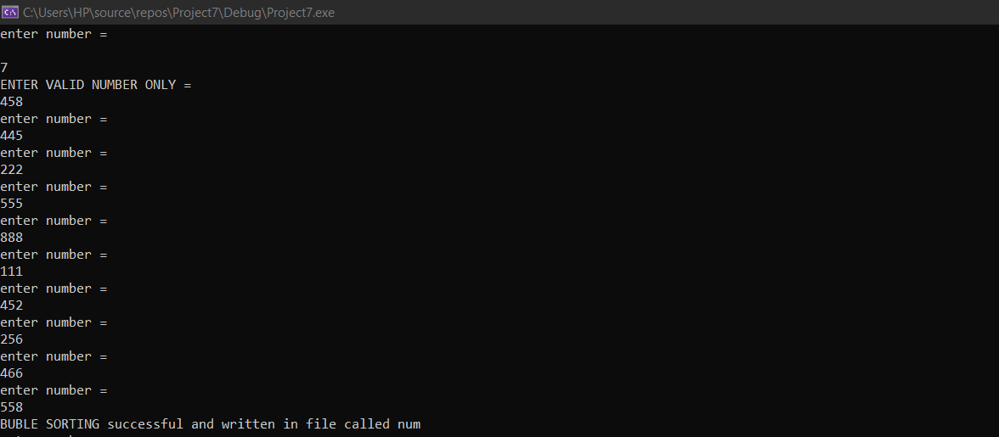 C:\Users\HP\source\repos\Project7\Debug\Project7.exe
enter number =
7
ENTER VALID NUMBER ONLY =
458
enter number =
445
enter number =
222
enter number =
555
enter number =
888
enter number =
111
enter number =
452
enter number =
256
enter number =
466
enter number =
558
BUBLE SORTING successful and written in file called num